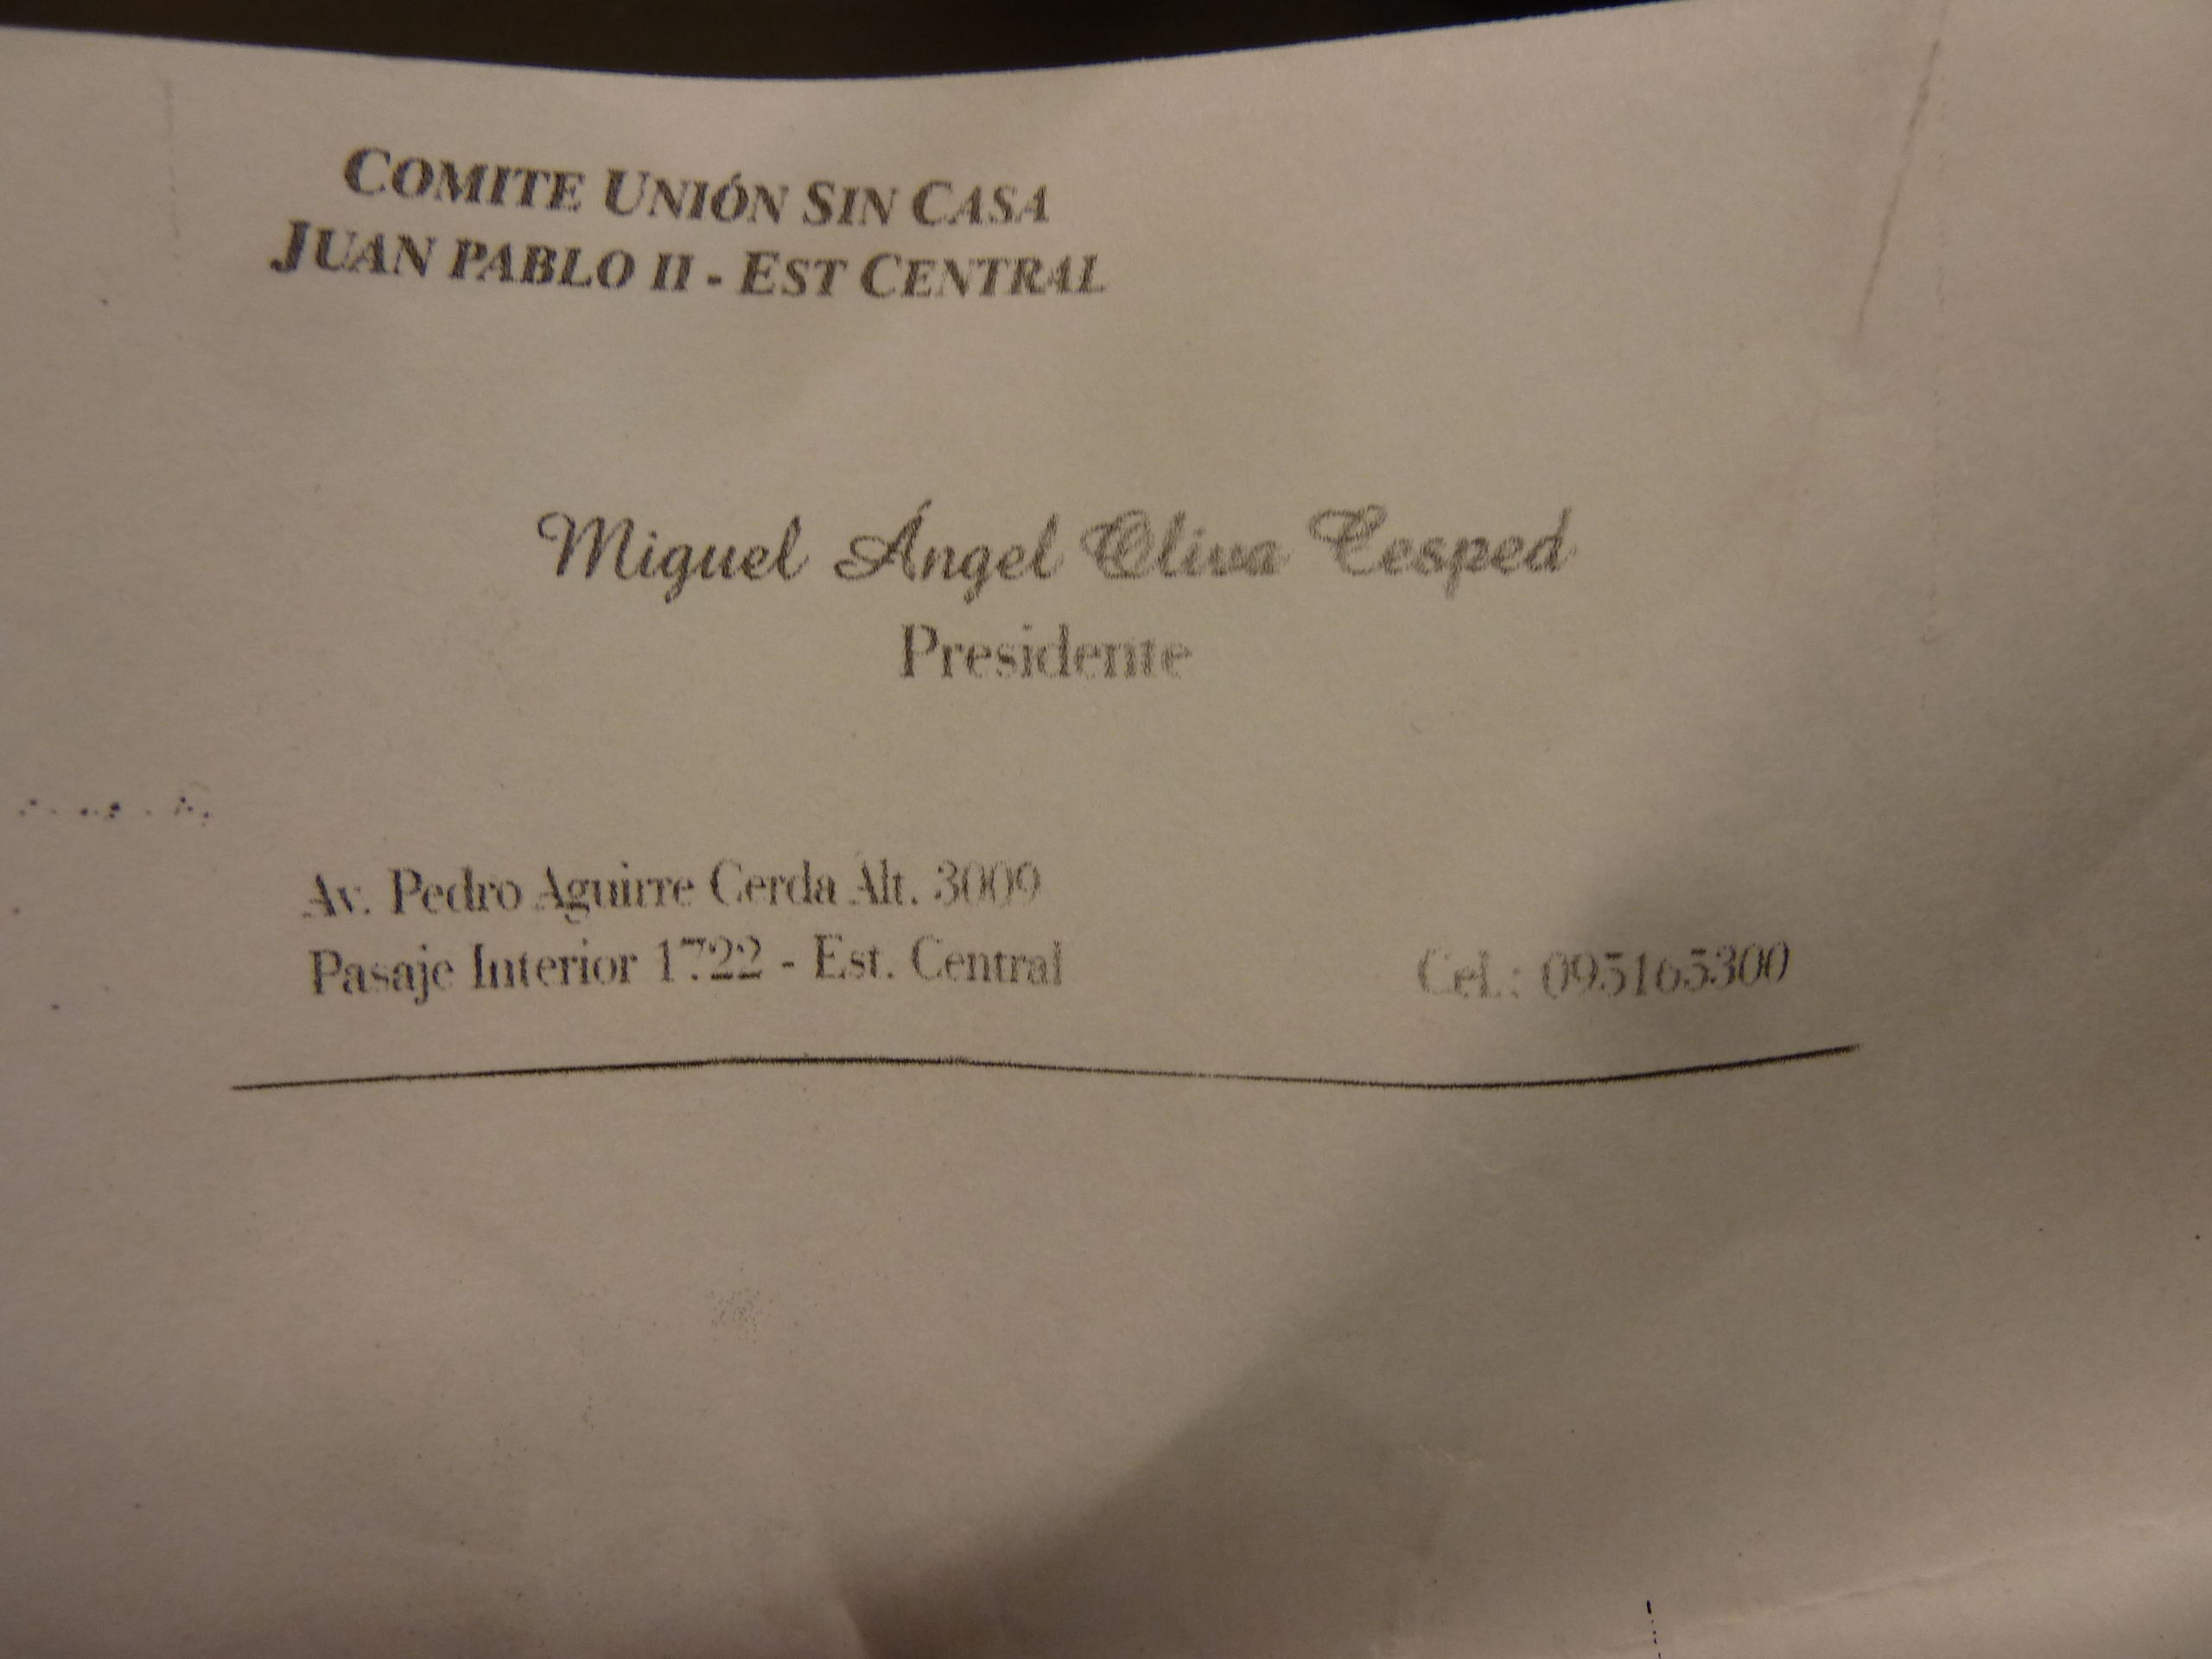 COMITE UNIÓN SIN CASA
JUAN PABLO II - EST CENTRAL
Miguel Ángel Oliva Cesped
Presidente
Av. Pedro Aguirre Cerda Alt. 3009
Pasaje Interior 1722 - Est. Central
Cel.: 095165300